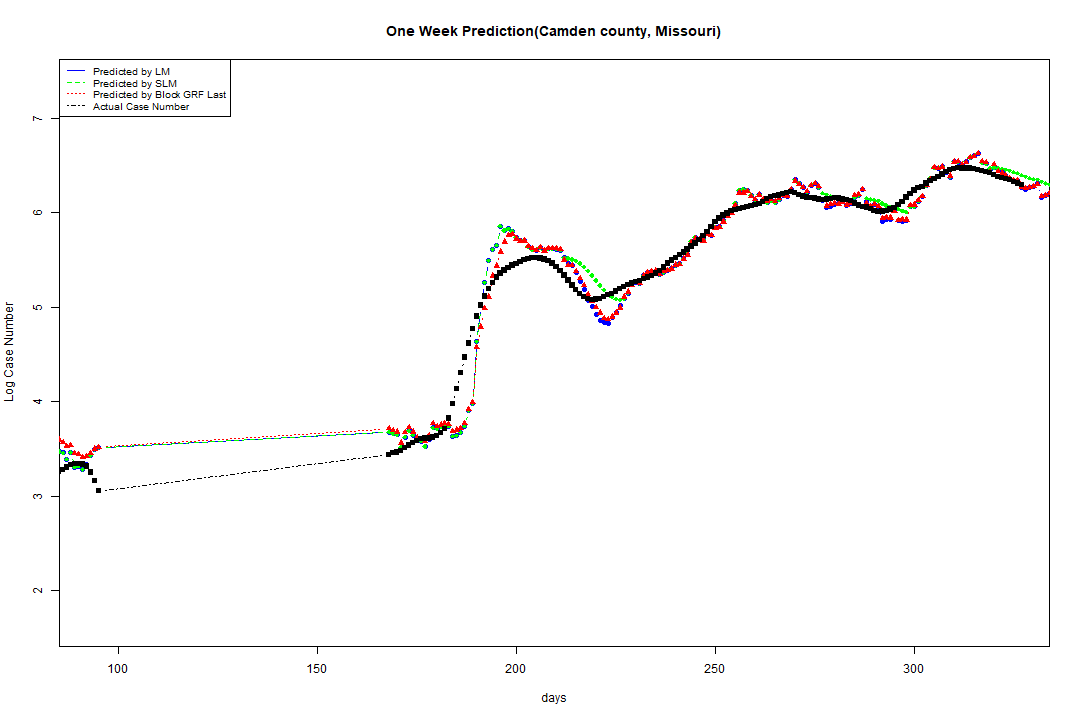 One Week Prediction(Camden county, Missouri)
Predicted by LM
Predicted by SLM
Predicted by Block GRF Last
Actual Case Number
7
6
5
4
3
2
Log Case Number
100 150 200 250 300
days